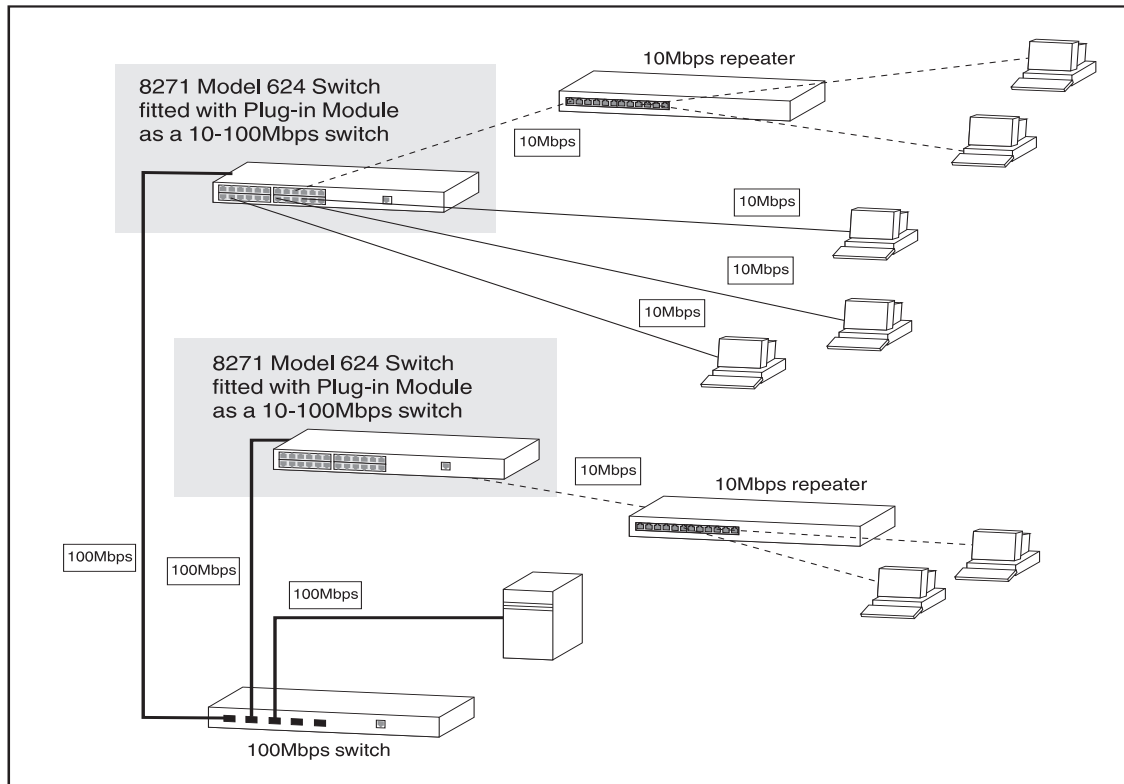 10Mbps repeater
8271 Model 624 Switch
fitted with Plug-in Module
as a 10-100Mbps switch
10Mbps
10Mbps
10Mbps
10Mbps
8271 Model 624 Switch
fitted with Plug-in Module
as a 10-100Mbps switch
10Mbps
10Mbps repeater
100Mbps
100Mbps
100Mbps
100Mbps switch